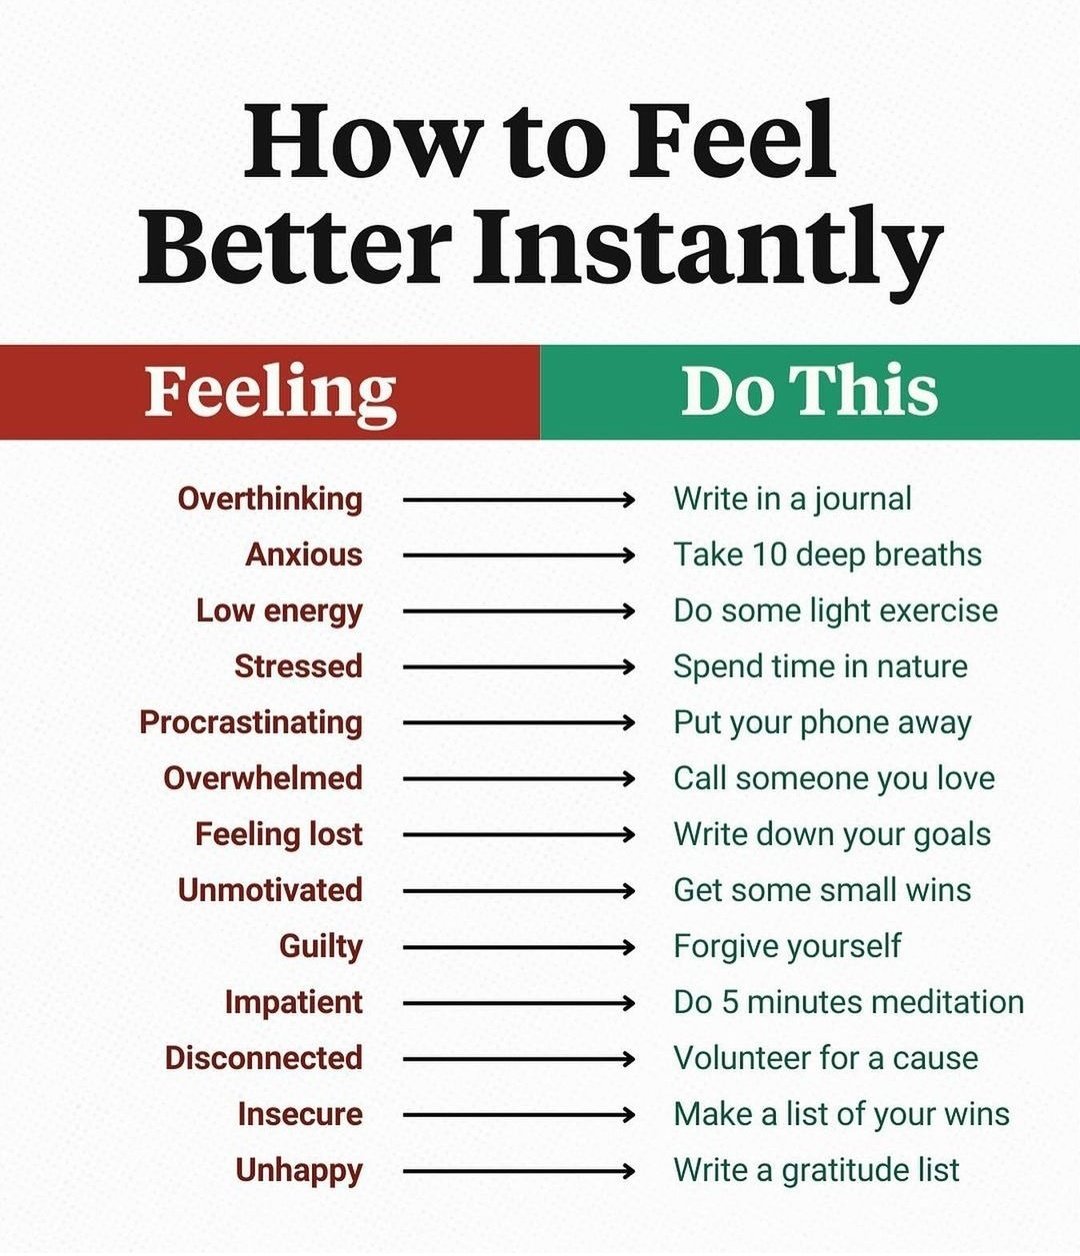 How to Feel
Better Instantly
Feeling Do This
Overthinking Write in a journal
Anxious Take 10 deep breaths
Low energy Do some light exercise
Stressed Spend time in nature
Procrastinating Put your phone away
Overwhelmed Call someone you love
Feeling lost Write down your goals
Unmotivated Get some small wins
Guilty Forgive yourself
Impatient Do 5 minutes meditation
Disconnected Volunteer for a cause
Insecure Make a list of your wins
Unhappy Write a gratitude list